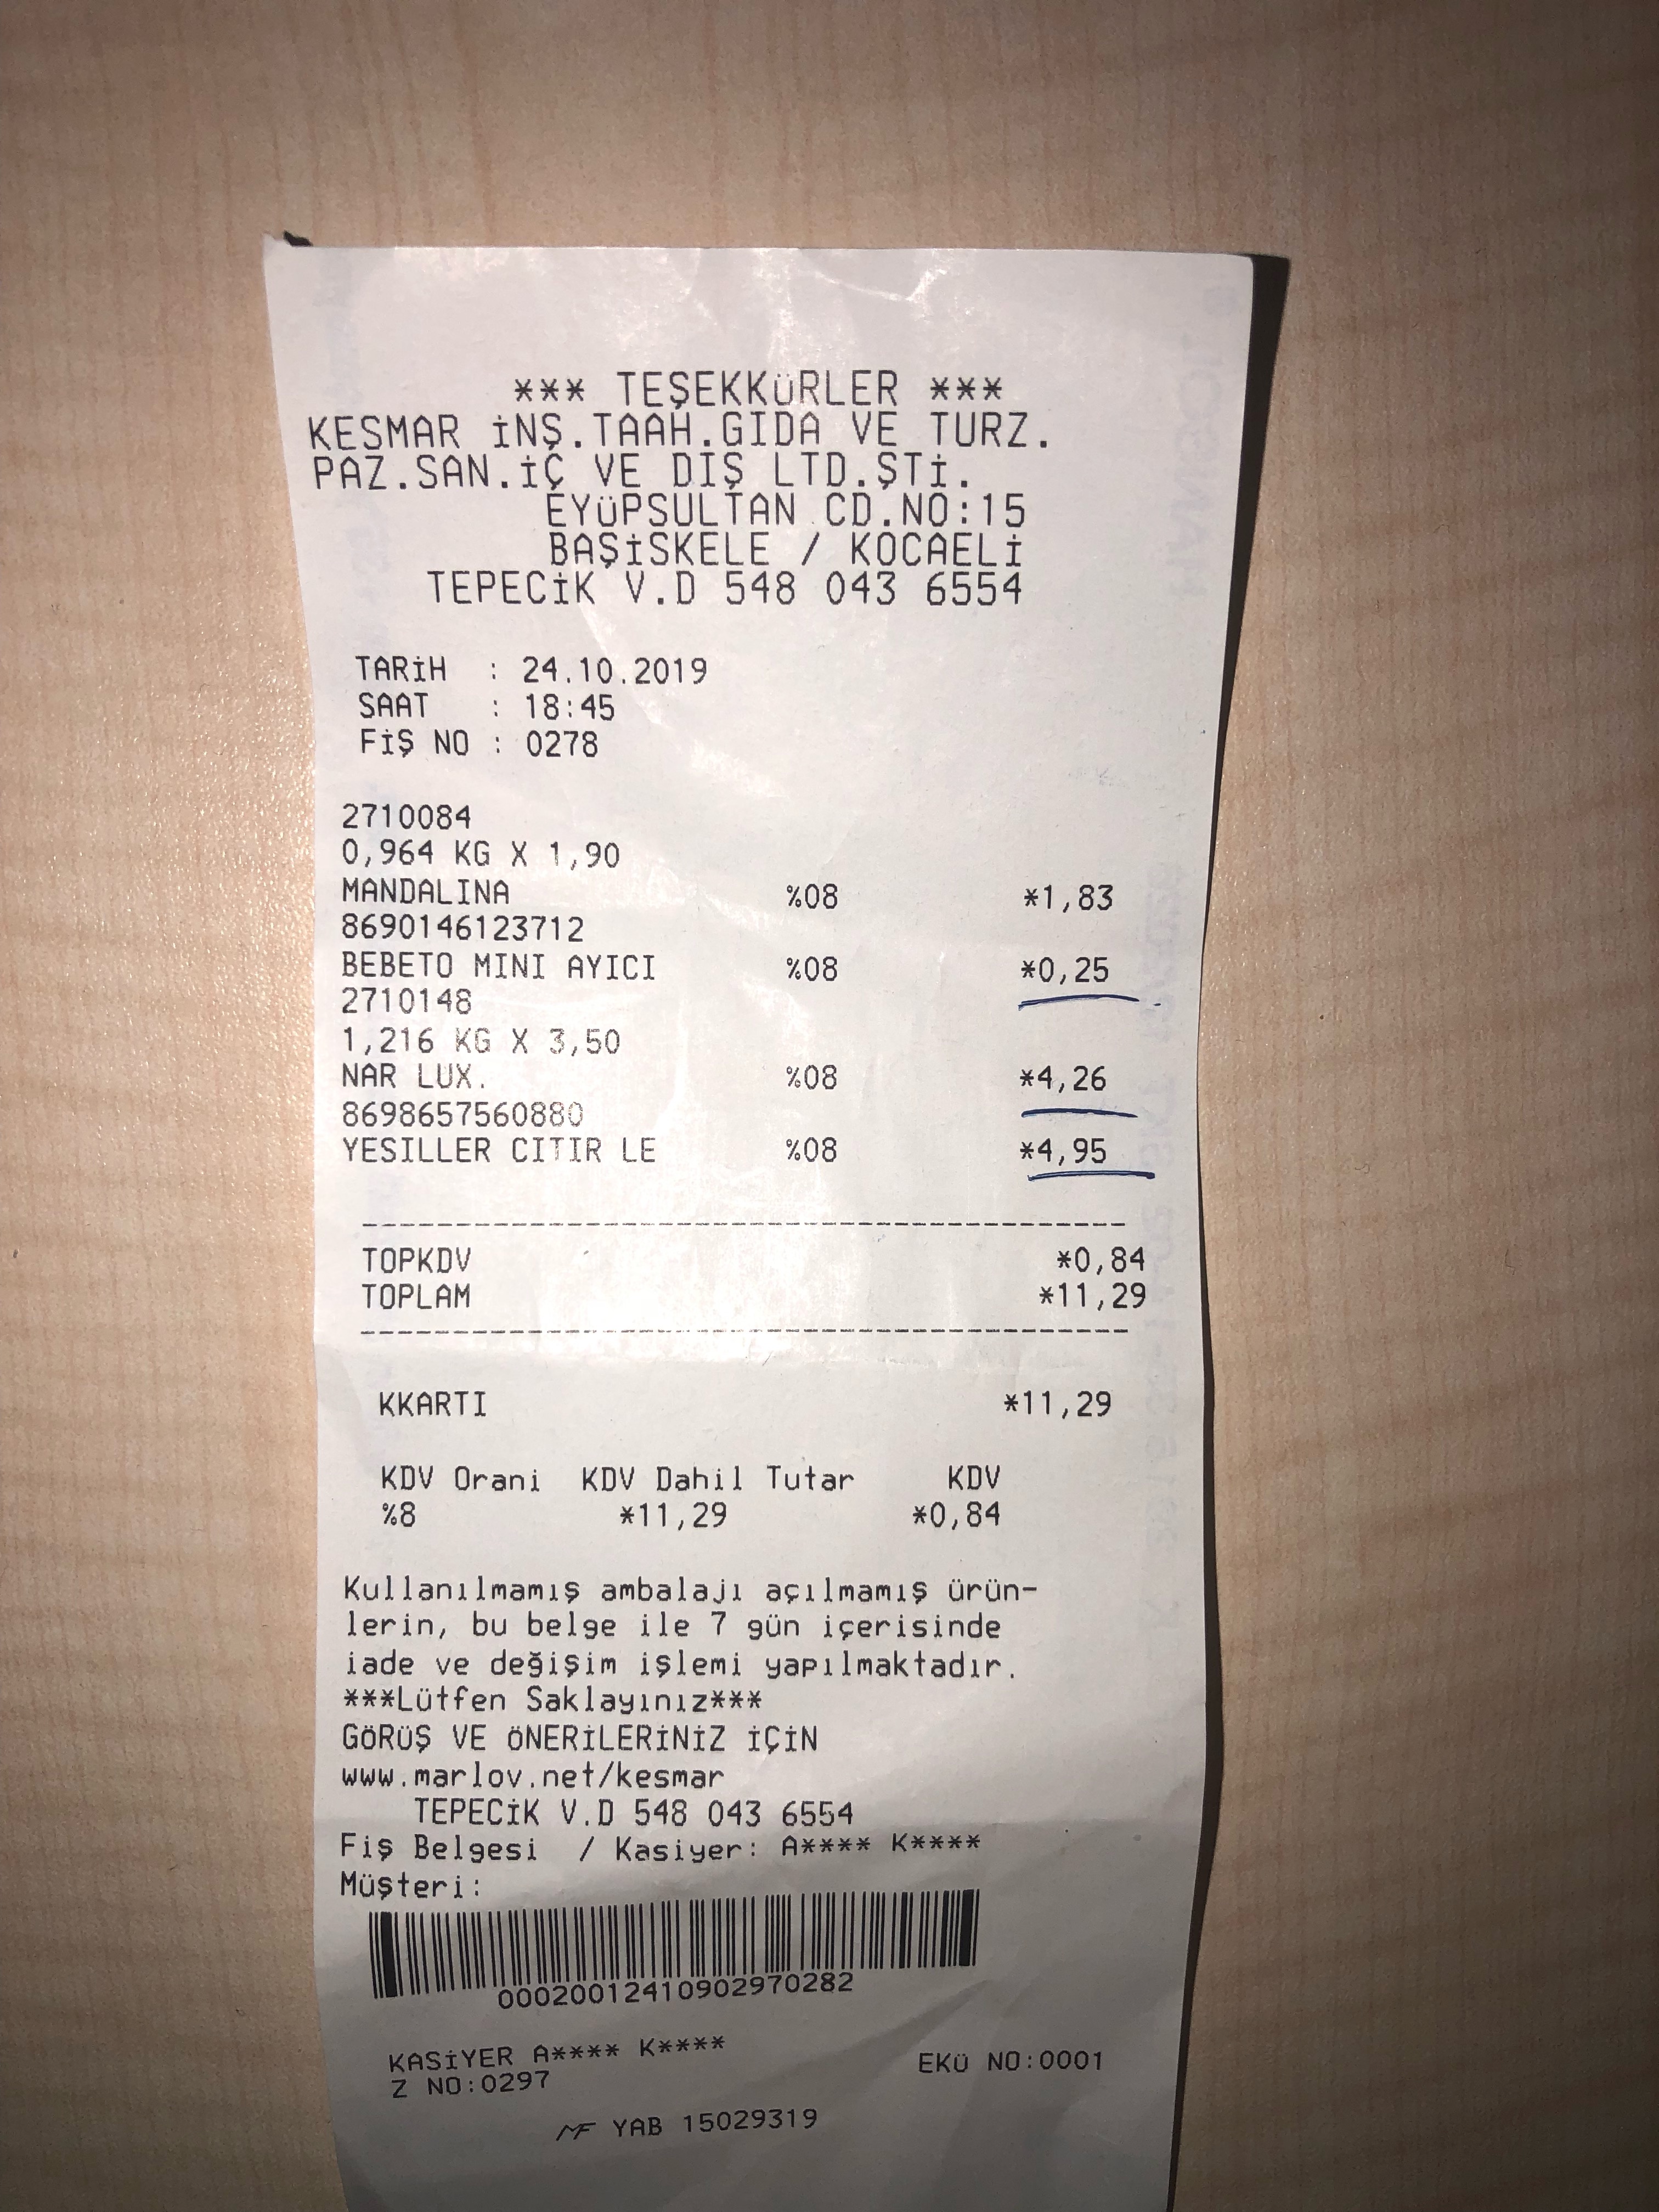 *** TEŞEKKÜRLER ***
KESMAR İNŞ.TAAH.GIDA VE TURZ.
PAZ.SAN.İÇ VE DIŞ LTD.ŞTİ.
EYÜPSULTAN CD.NO:15
BAŞİSKELE / KOCAELİ
TEPECİK V.D 548 043 6554
TARİH : 24.10.2019
SAAT : 18:45
FİŞ NO : 0278
2710084
0,964 KG X 1,90
MANDALINA %08 *1,83
8690146123712
BEBETO MINI AYICI %08 *0,25
2710148
1,216 KG X 3,50
NAR LUX. %08 *4,26
8698657560880
YESILLER CITIR LE %08 *4,95
TOPKDV *0,84
TOPLAM *11,29
KKARTI *11,29
KDV Orani KDV Dahil Tutar KDV
%8 *11,29 *0,84
Kullanılmamış ambalajı açılmamış ürün-
lerin, bu belge ile 7 gün içerisinde
iade ve değişim işlemi yapılmaktadır.
***Lütfen Saklayınız***
GÖRÜŞ VE ÖNERİLERİNİZ İÇİN
www.marlov.net/kesmar
TEPECİK V.D 548 043 6554
Fiş Belgesi / Kasiyer: A**** K****
Müşteri:
00020012410902970282
KASİYER A**** K****
Z NO:0297 EKÜ NO:0001
MF YAB 15029319